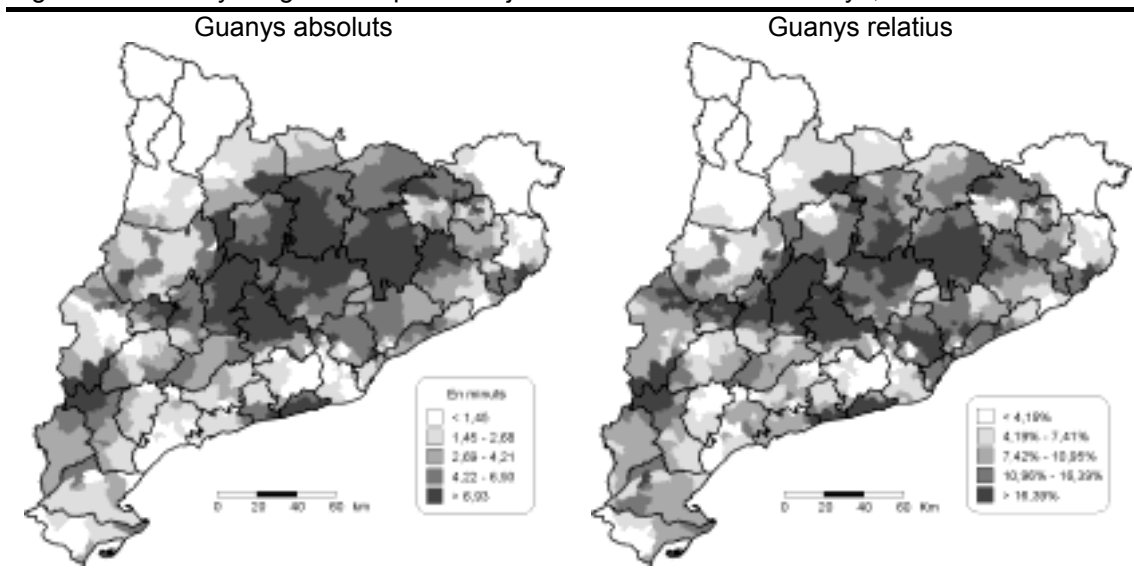 Guanys absoluts
Guanys relatius
En minuts
< 1,45
1,45 - 2,68
2,69 - 4,21
4,22 - 6,93
> 6,93
0 20 40 60 km
< 4,19%
4,19% - 7,41%
7,42% - 10,95%
10,96% - 16,39%
> 16,39%
0 20 40 60 Km